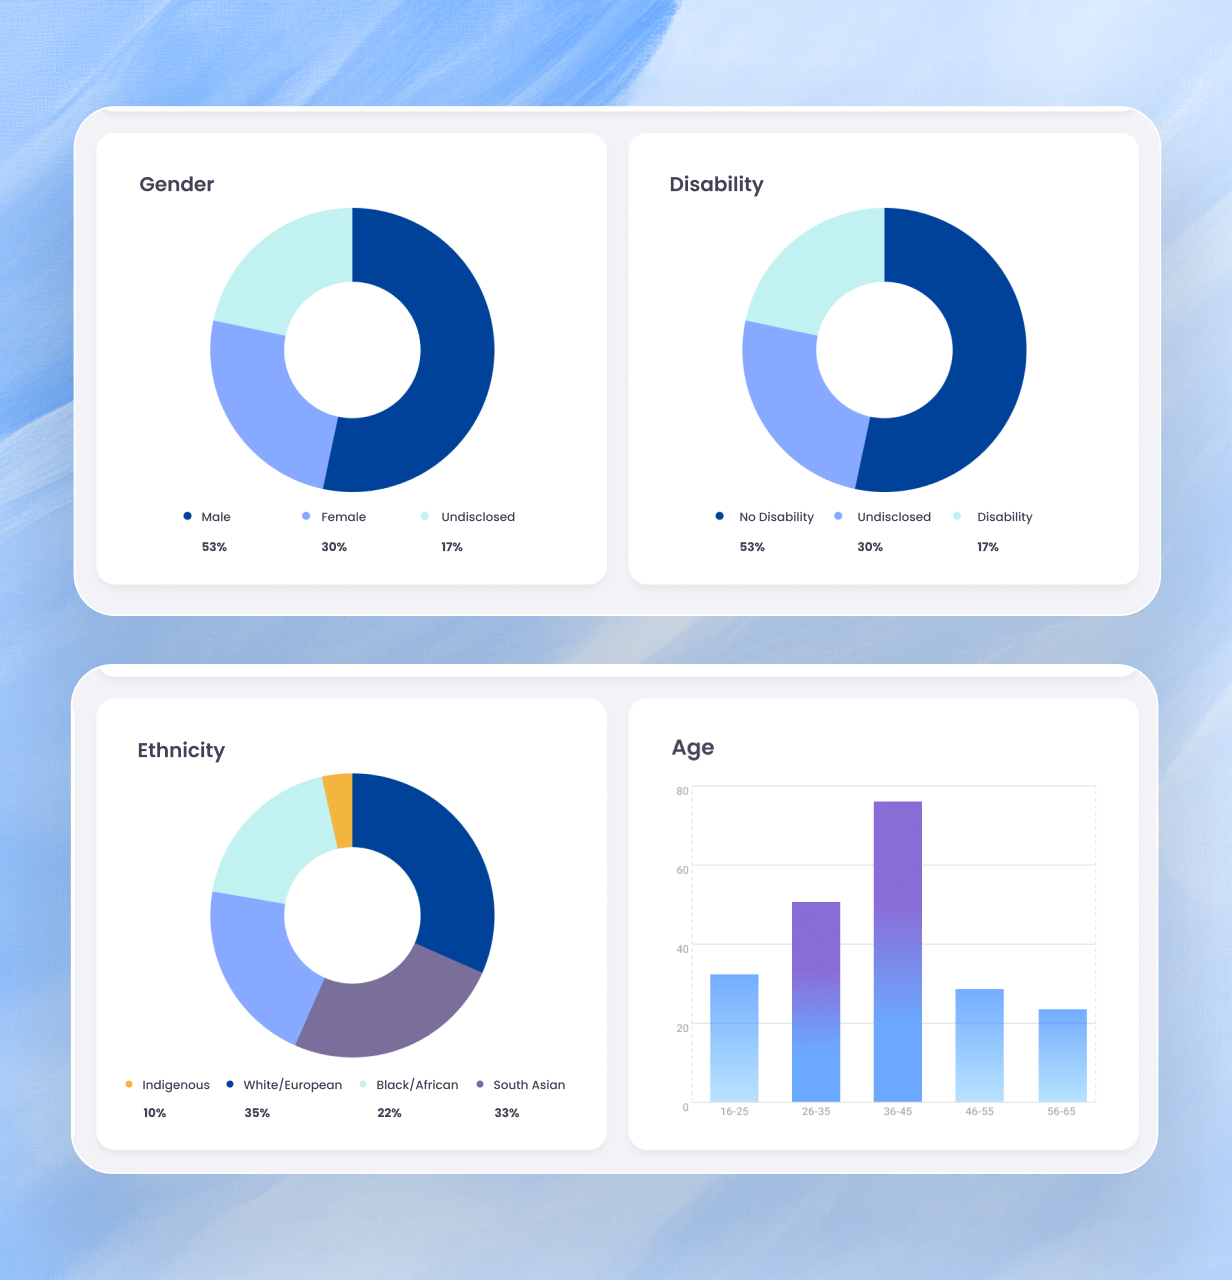 Gender
Male Female Undisclosed
53% 30% 17%
Disability
No Disability Undisclosed Disability
53% 30% 17%
Ethnicity
Indigenous White/European Black/African South Asian
10% 35% 22% 33%
Age
80
60
40
20
0
16-25 26-35 36-45 46-55 56-65